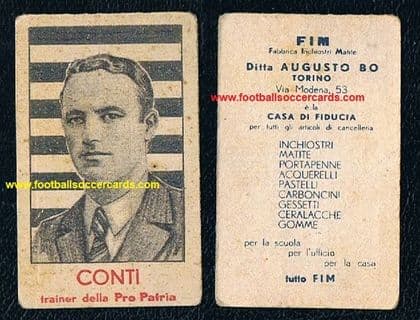 www.footballsoccercards.com
CONTI
trainer della Pro Patria
FIM
Fabbrica Inchiostri Matite
Ditta AUGUSTO BO
TORINO
Via Modena, 53
www.footballsoccercards.com
è la
CASA DI FIDUCIA
per tutti gli articoli di cancelleria
INCHIOSTRI
MATITE
PORTAPENNE
ACQUERELLI
PASTELLI
CARBONCINI
GESSETTI
CERALACCHE
GOMME
per la scuola
per l'ufficio
per la casa
tutto FIM